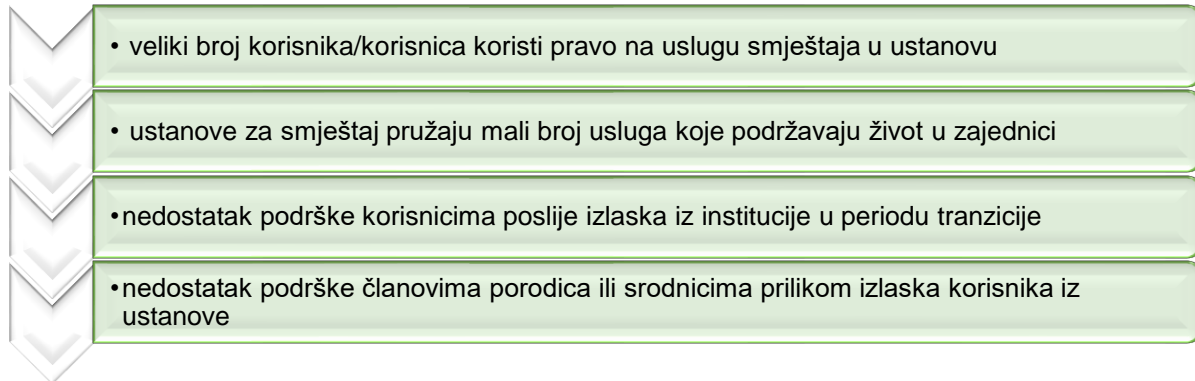 • veliki broj korisnika/korisnica koristi pravo na uslugu smještaja u ustanovu
• ustanove za smještaj pružaju mali broj usluga koje podržavaju život u zajednici
•nedostatak podrške korisnicima poslije izlaska iz institucije u periodu tranzicije
•nedostatak podrške članovima porodica ili srodnicima prilikom izlaska korisnika iz
ustanove